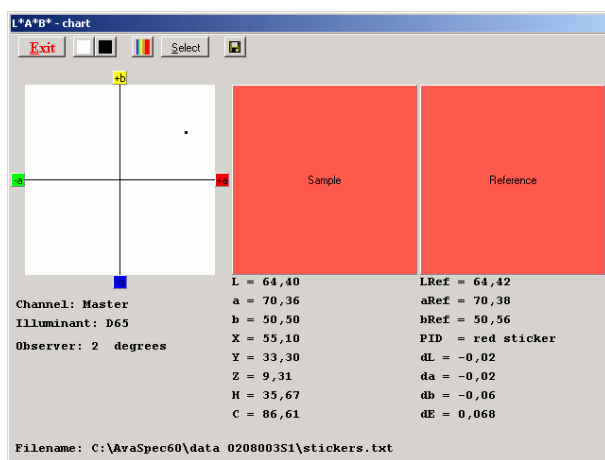 L*A*B* - chart
Exit Select
+b
-a +a
Sample Reference
L = 64,40 LRef = 64,42
Channel: Master a = 70,36 aRef = 70,38
Illuminant: D65 b = 50,50 bRef = 50,56
Observer: 2 degrees X = 55,10 PID = red sticker
Y = 33,30 dL = -0,02
Z = 9,31 da = -0,02
H = 35,67 db = -0,06
C = 86,61 dE = 0,068
Filename: C:\AvaSpec60\data 0208003S1\stickers.txt